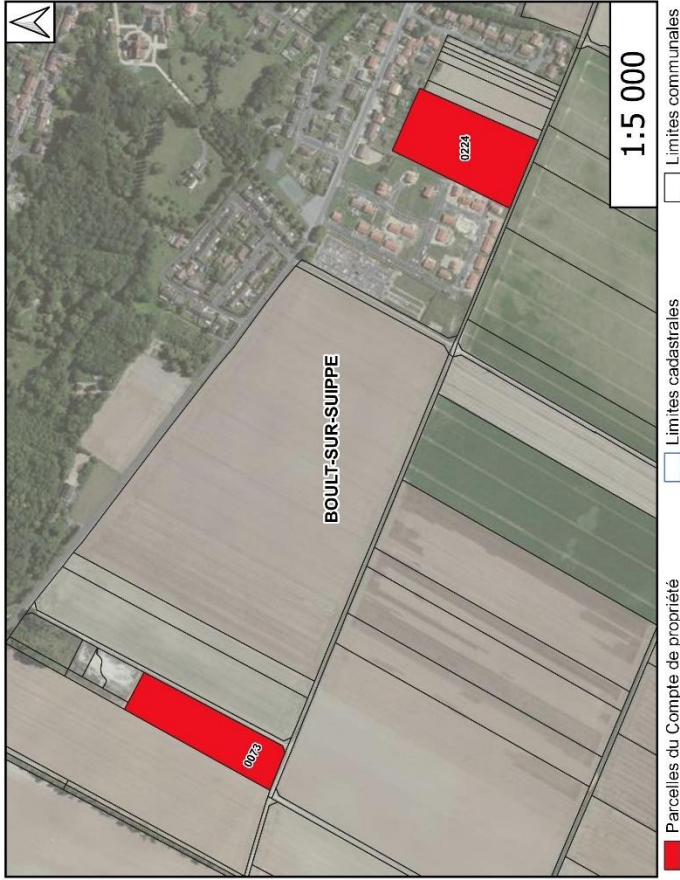 1:5 000
0224
BOULT-SUR-SUIPPE
0073
Parcelles du Compte de propriété
Limites cadastrales
Limites communales